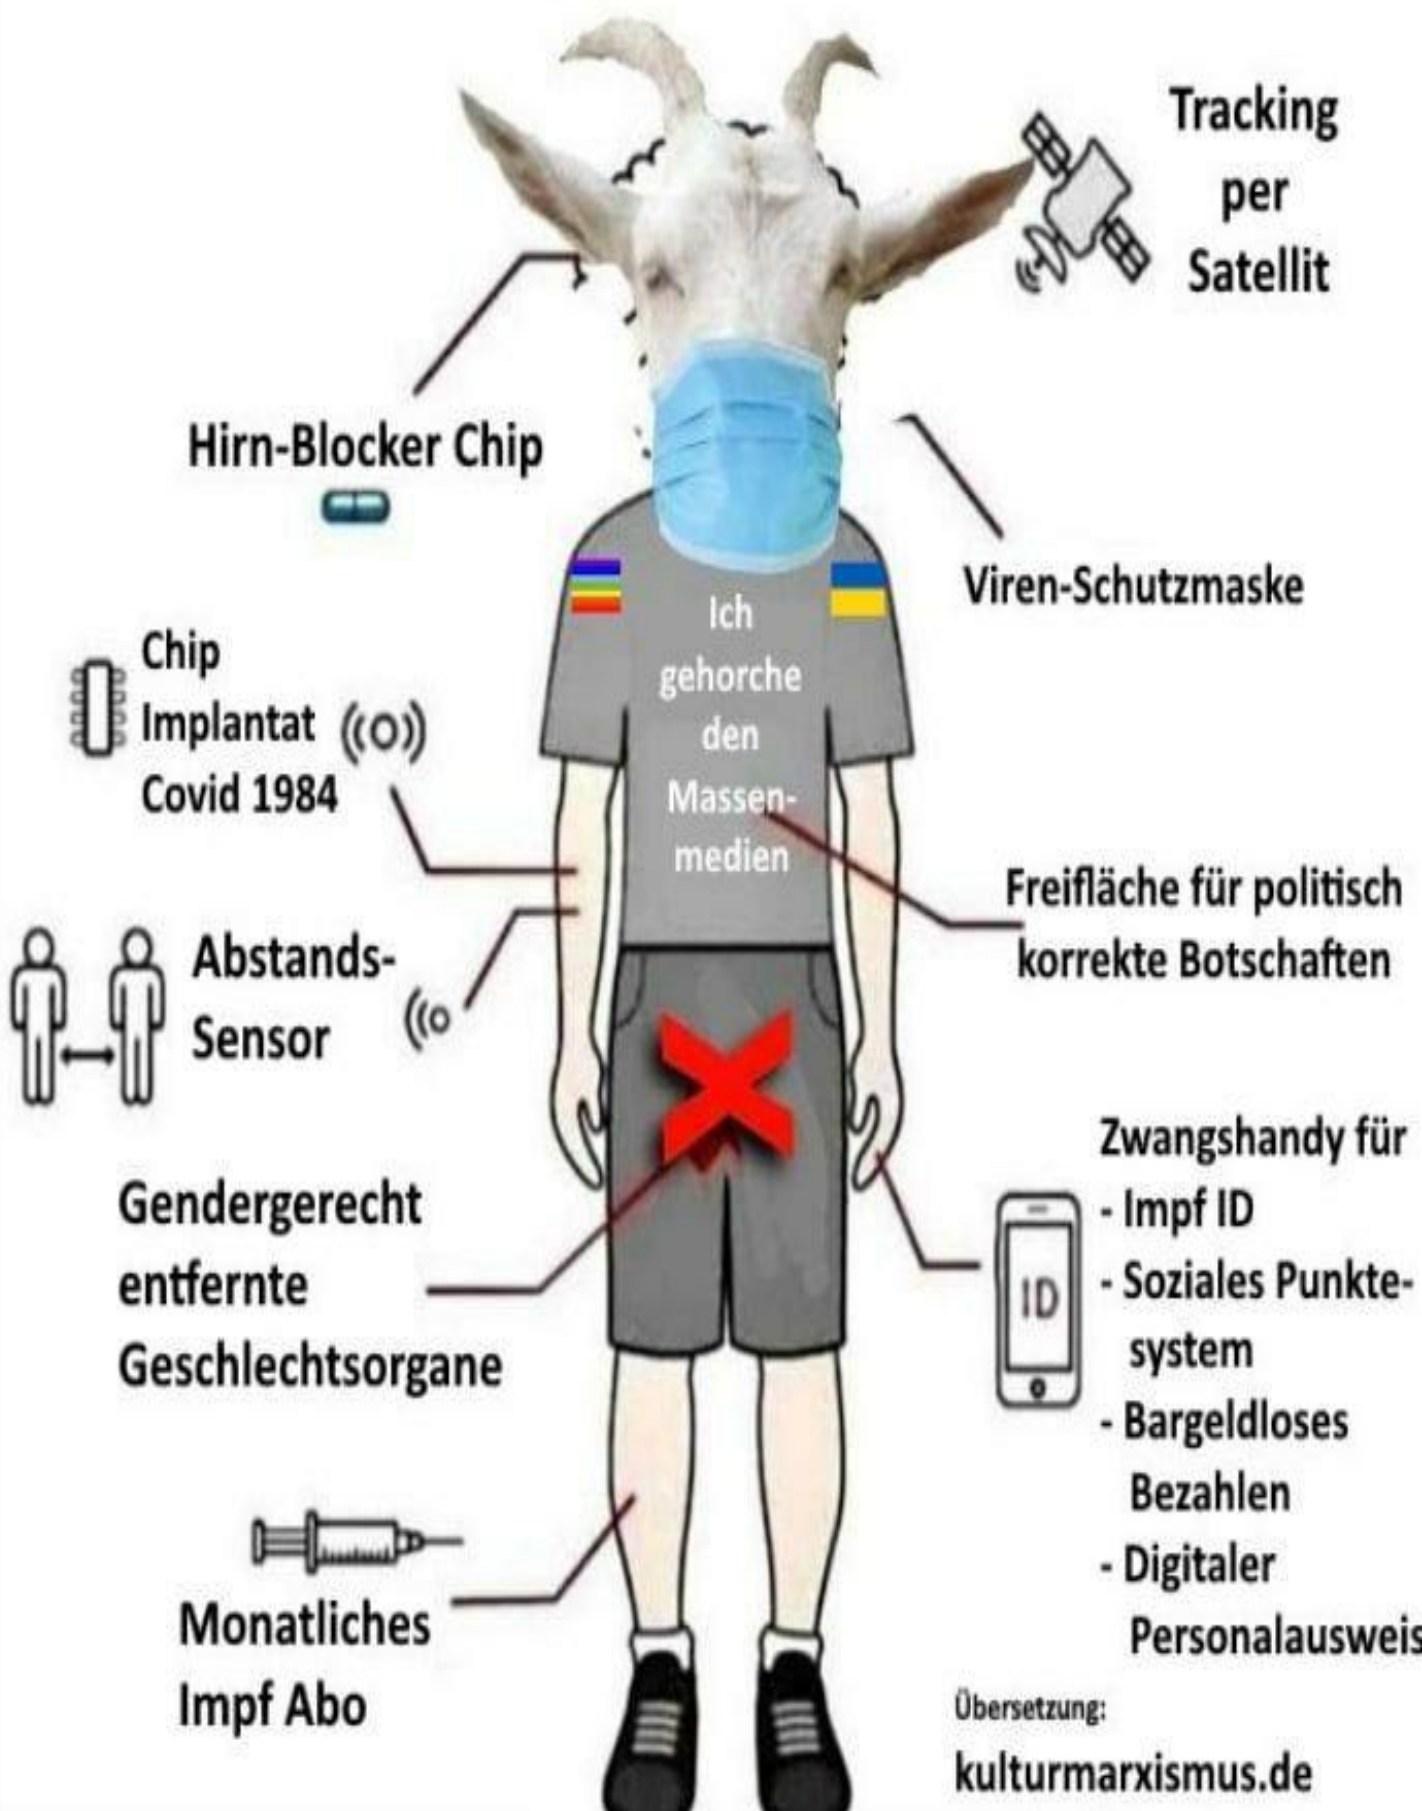 Tracking
per
Satellit
Hirn-Blocker Chip
Viren-Schutzmaske
Ich
gehorche
den
Massen-
medien
Chip
Implantat
Covid 1984
Freifläche für politisch
korrekte Botschaften
Abstands-
Sensor
Zwangshandy für
- Impf ID
- Soziales Punkte-
system
- Bargeldloses
Bezahlen
- Digitaler
Personalausweis
ID
Gendergerecht
entfernte
Geschlechtsorgane
Monatliches
Impf Abo
Übersetzung:
kulturmarxismus.de